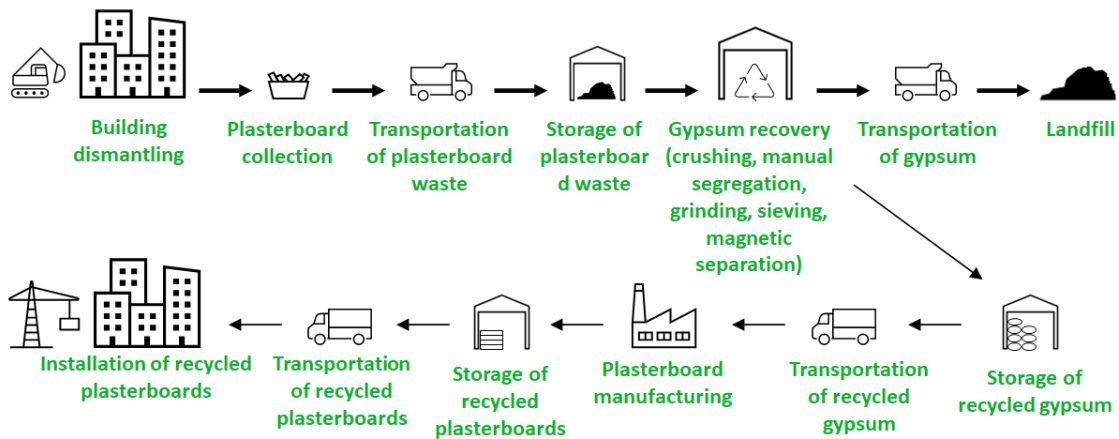 Building
dismantling
Plasterboard
collection
Transportation
of plasterboard
waste
Storage of
plasterboar
d waste
Gypsum recovery
(crushing, manual
segregation,
grinding, sieving,
magnetic
separation)
Transportation
of gypsum
Landfill
Installation of recycled
plasterboards
Transportation
of recycled
plasterboards
Storage of
recycled
plasterboards
Plasterboard
manufacturing
Transportation
of recycled
gypsum
Storage of
recycled gypsum